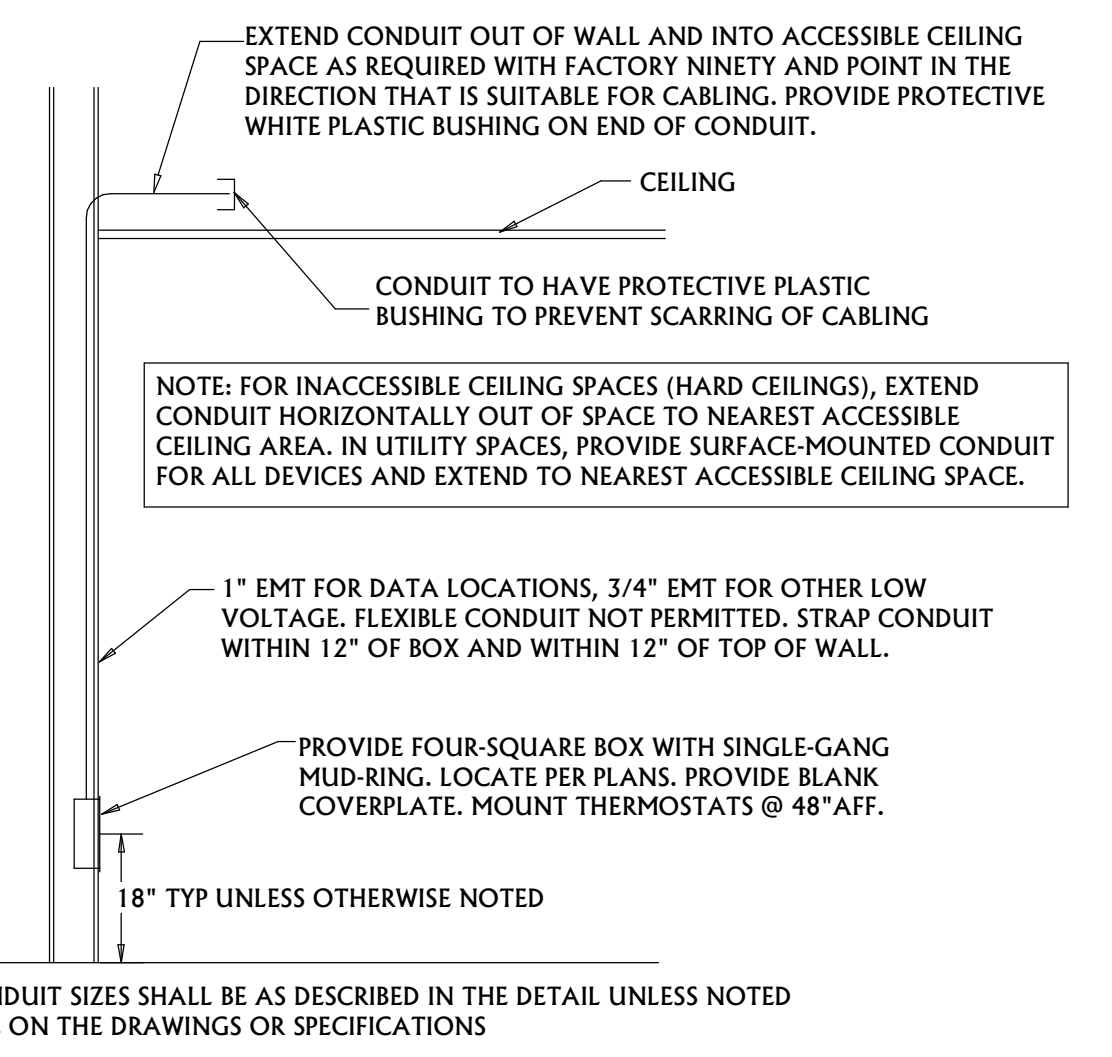 EXTEND CONDUIT OUT OF WALL AND INTO ACCESSIBLE CEILING
SPACE AS REQUIRED WITH FACTORY NINETY AND POINT IN THE
DIRECTION THAT IS SUITABLE FOR CABLING. PROVIDE PROTECTIVE
WHITE PLASTIC BUSHING ON END OF CONDUIT.
CEILING
CONDUIT TO HAVE PROTECTIVE PLASTIC
BUSHING TO PREVENT SCARRING OF CABLING
NOTE: FOR INACCESSIBLE CEILING SPACES (HARD CEILINGS), EXTEND
CONDUIT HORIZONTALLY OUT OF SPACE TO NEAREST ACCESSIBLE
CEILING AREA. IN UTILITY SPACES, PROVIDE SURFACE-MOUNTED CONDUIT
FOR ALL DEVICES AND EXTEND TO NEAREST ACCESSIBLE CEILING SPACE.
1" EMT FOR DATA LOCATIONS, 3/4" EMT FOR OTHER LOW
VOLTAGE. FLEXIBLE CONDUIT NOT PERMITTED. STRAP CONDUIT
WITHIN 12" OF BOX AND WITHIN 12" OF TOP OF WALL.
PROVIDE FOUR-SQUARE BOX WITH SINGLE-GANG
MUD-RING. LOCATE PER PLANS. PROVIDE BLANK
COVERPLATE. MOUNT THERMOSTATS @ 48"AFF.
18" TYP UNLESS OTHERWISE NOTED
SIZES SHALL BE AS DESCRIBED IN THE DETAIL UNLESS NOTED
ON THE DRAWINGS OR SPECIFICATIONS